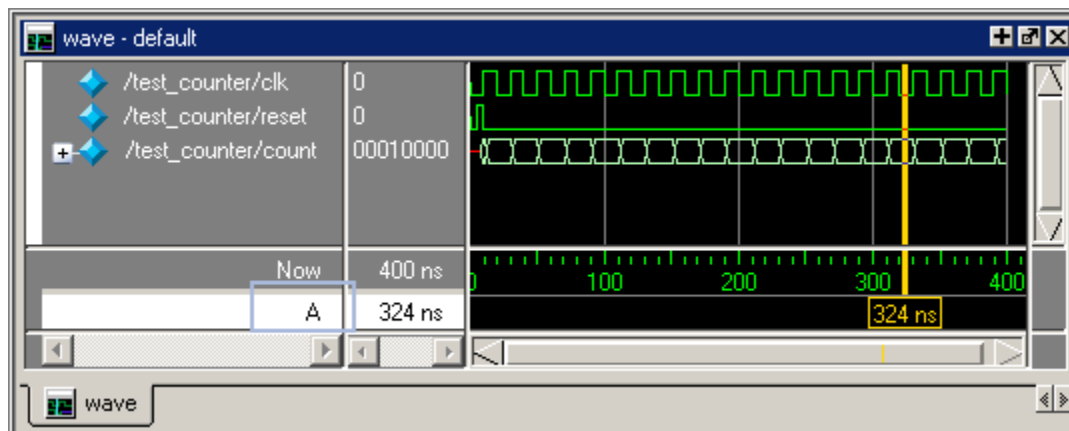 wave - default
/test_counter/clk 0
/test_counter/reset 0
/test_counter/count 00010000
Now 400 ns 0 100 200 300 400
A 324 ns 324 ns
wave